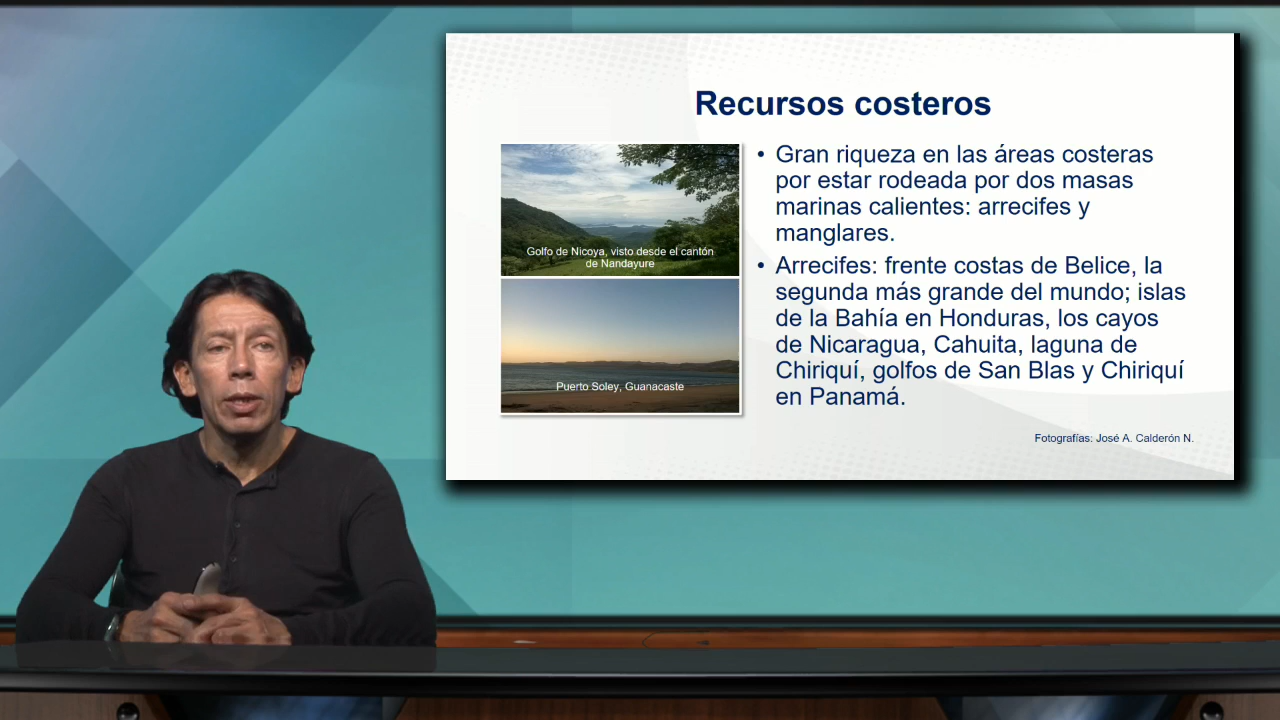 Recursos costeros
Golfo de Nicoya, visto desde el cantón
de Nandayure
Puerto Soley, Guanacaste
• Gran riqueza en las áreas costeras
por estar rodeada por dos masas
marinas calientes: arrecifes y
manglares.
• Arrecifes: frente costas de Belice, la
segunda más grande del mundo; islas
de la Bahía en Honduras, los cayos
de Nicaragua, Cahuita, laguna de
Chiriquí, golfos de San Blas y Chiriquí
en Panamá.
Fotografías: José A. Calderón N.